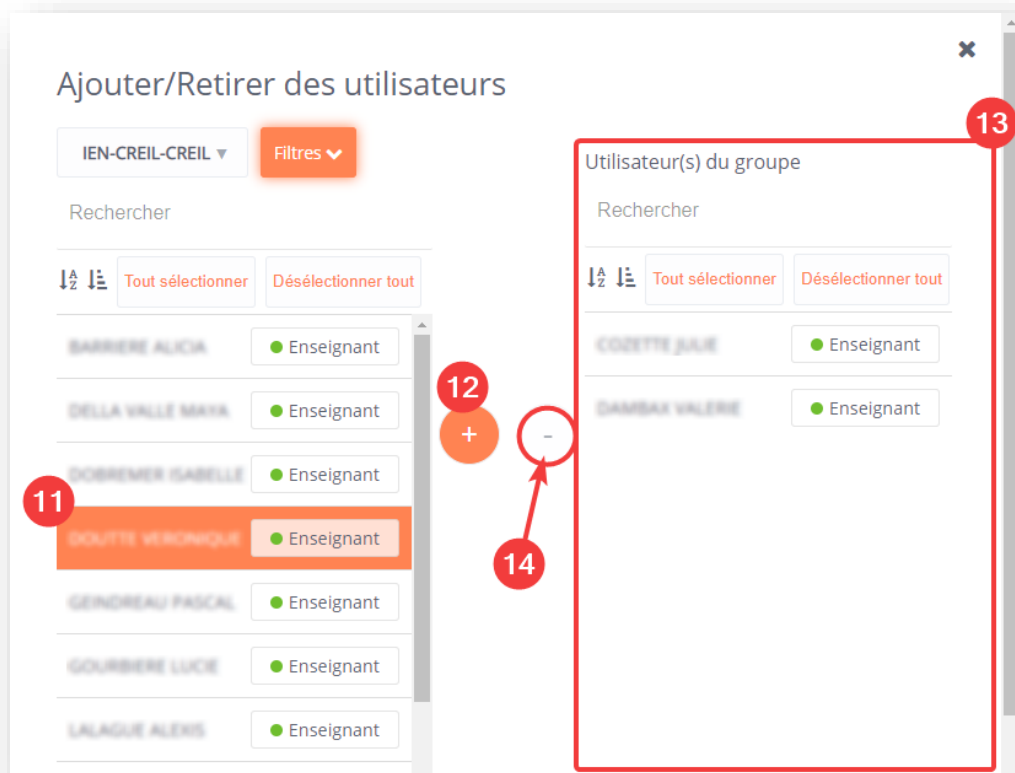 Ajouter/Retirer des utilisateurs
13
IEN-CREIL-CREIL
Filtres
Utilisateur(s) du groupe
Rechercher
Rechercher
Tout sélectionner
Désélectionner tout
Tout sélectionner
Désélectionner tout
Enseignant
Enseignant
12
Enseignant
Enseignant
+
-
Enseignant
11
Enseignant
14
Enseignant
Enseignant
Enseignant